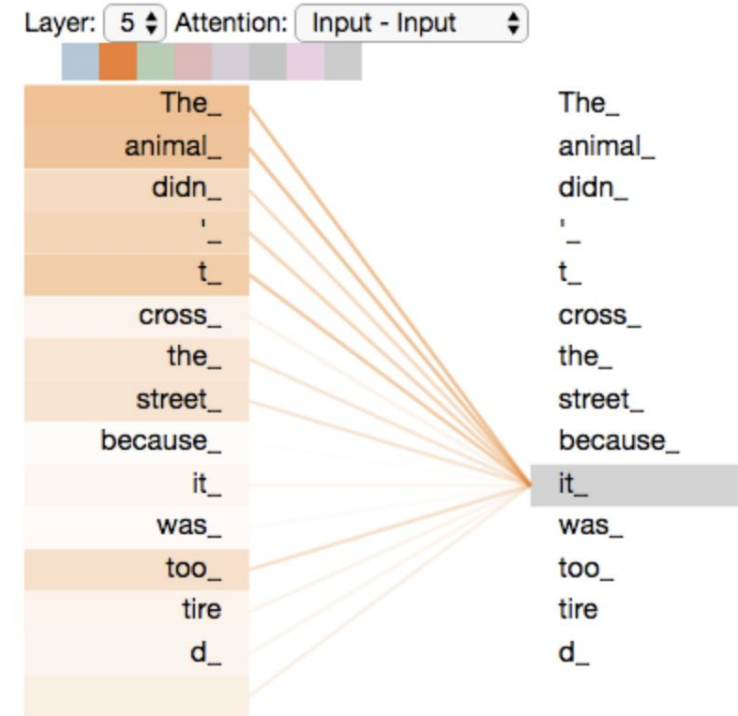 Layer: 5 Attention: Input - Input
The_ The_
animal_ animal_
didn_ didn_
'_ '_
t_ t_
cross_ cross_
the_ the_
street_ street_
because_ because_
it_ it_
was_ was_
too_ too_
tire tire
d_ d_